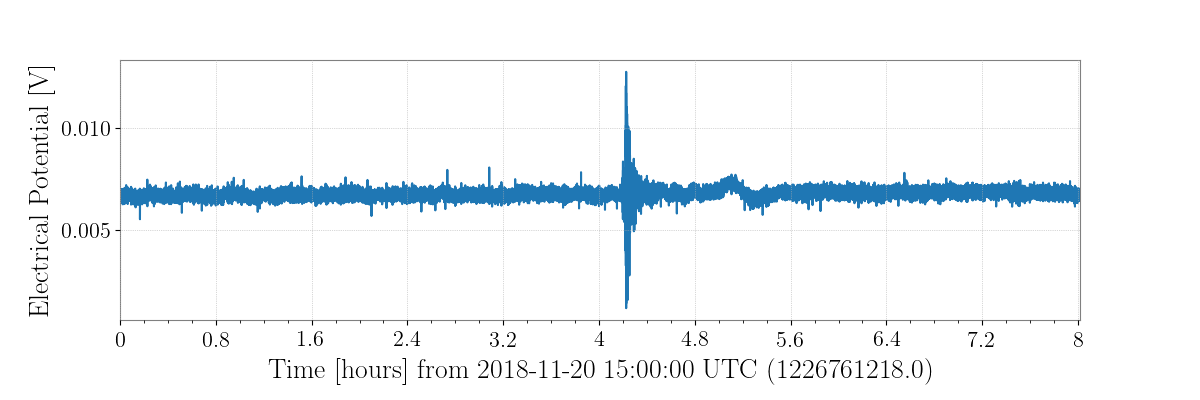 Electrical Potential [V]
0.010
0.005
0 0.8 1.6 2.4 3.2 4 4.8 5.6 6.4 7.2 8
Time [hours] from 2018-11-20 15:00:00 UTC (1226761218.0)